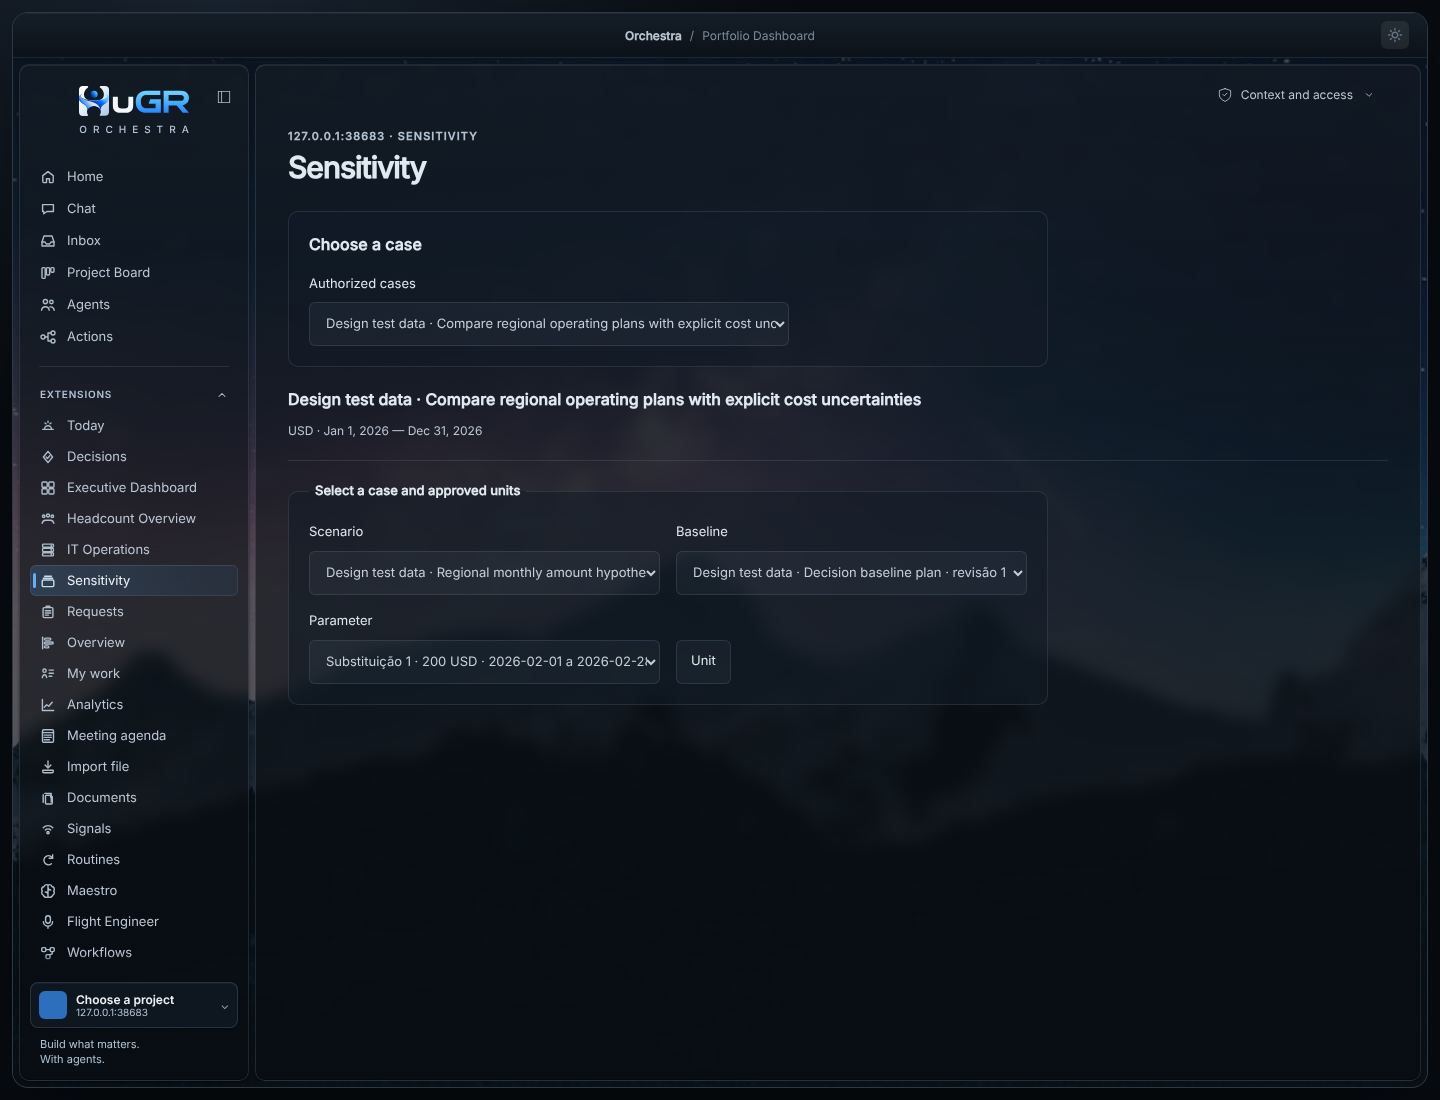 Orchestra / Portfolio Dashboard
HuGR
ORCHESTRA
Context and access
Home
Chat
Inbox
Project Board
Agents
Actions
EXTENSIONS
Today
Decisions
Executive Dashboard
Headcount Overview
IT Operations
Sensitivity
Requests
Overview
My work
Analytics
Meeting agenda
Import file
Documents
Signals
Routines
Maestro
Flight Engineer
Workflows
Choose a project
127.0.0.1:38683
Build what matters.
With agents.
127.0.0.1:38683 · SENSITIVITY
Sensitivity
Choose a case
Authorized cases
Design test data · Compare regional operating plans with explicit cost unc
Design test data · Compare regional operating plans with explicit cost uncertainties
USD · Jan 1, 2026 — Dec 31, 2026
Select a case and approved units
Scenario
Baseline
Design test data · Regional monthly amount hypothe
Design test data · Decision baseline plan · revisão 1
Parameter
Substituição 1 · 200 USD · 2026-02-01 a 2026-02-2
Unit